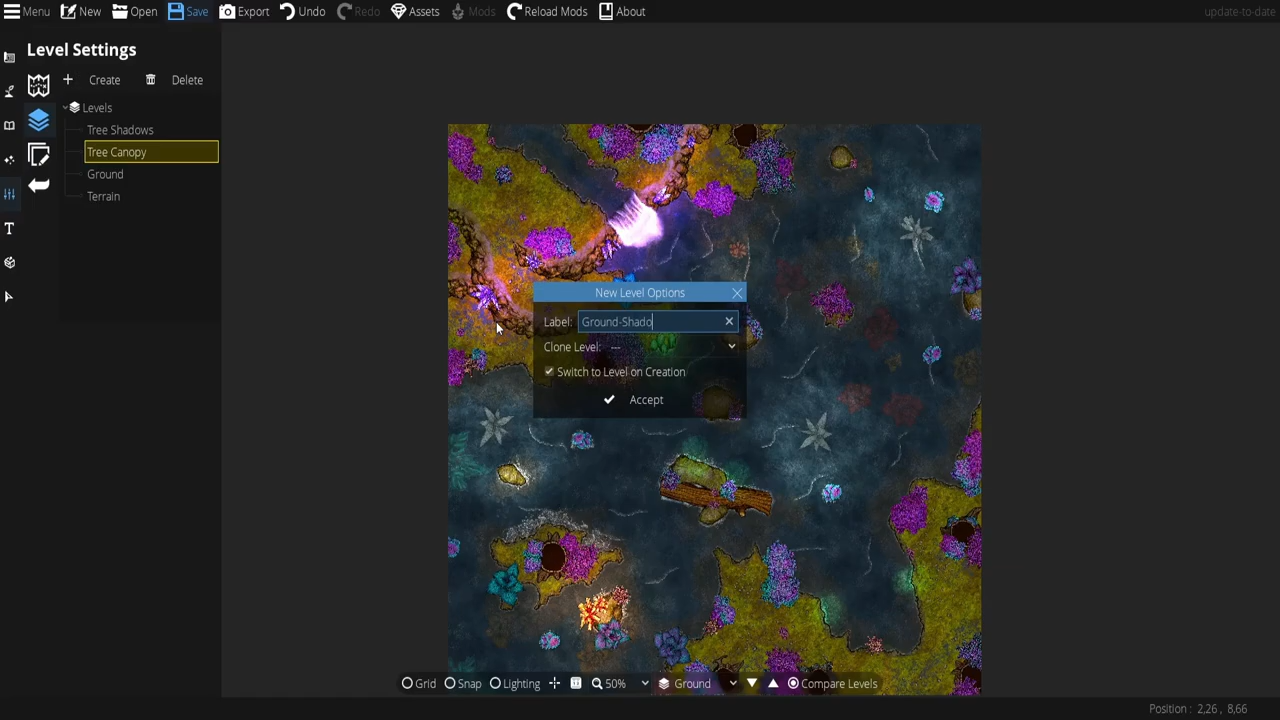 Menu New Open Save Export Undo Redo Assets Mods Reload Mods About update-to-date
Level Settings
Create Delete
Levels
Tree Shadows
Tree Canopy
Ground
Terrain
New Level Options
Label: Ground-Shado
Clone Level: ---
Switch to Level on Creation
Accept
Grid Snap Lighting 50% Ground Compare Levels
Position : 2,26 , 8,66